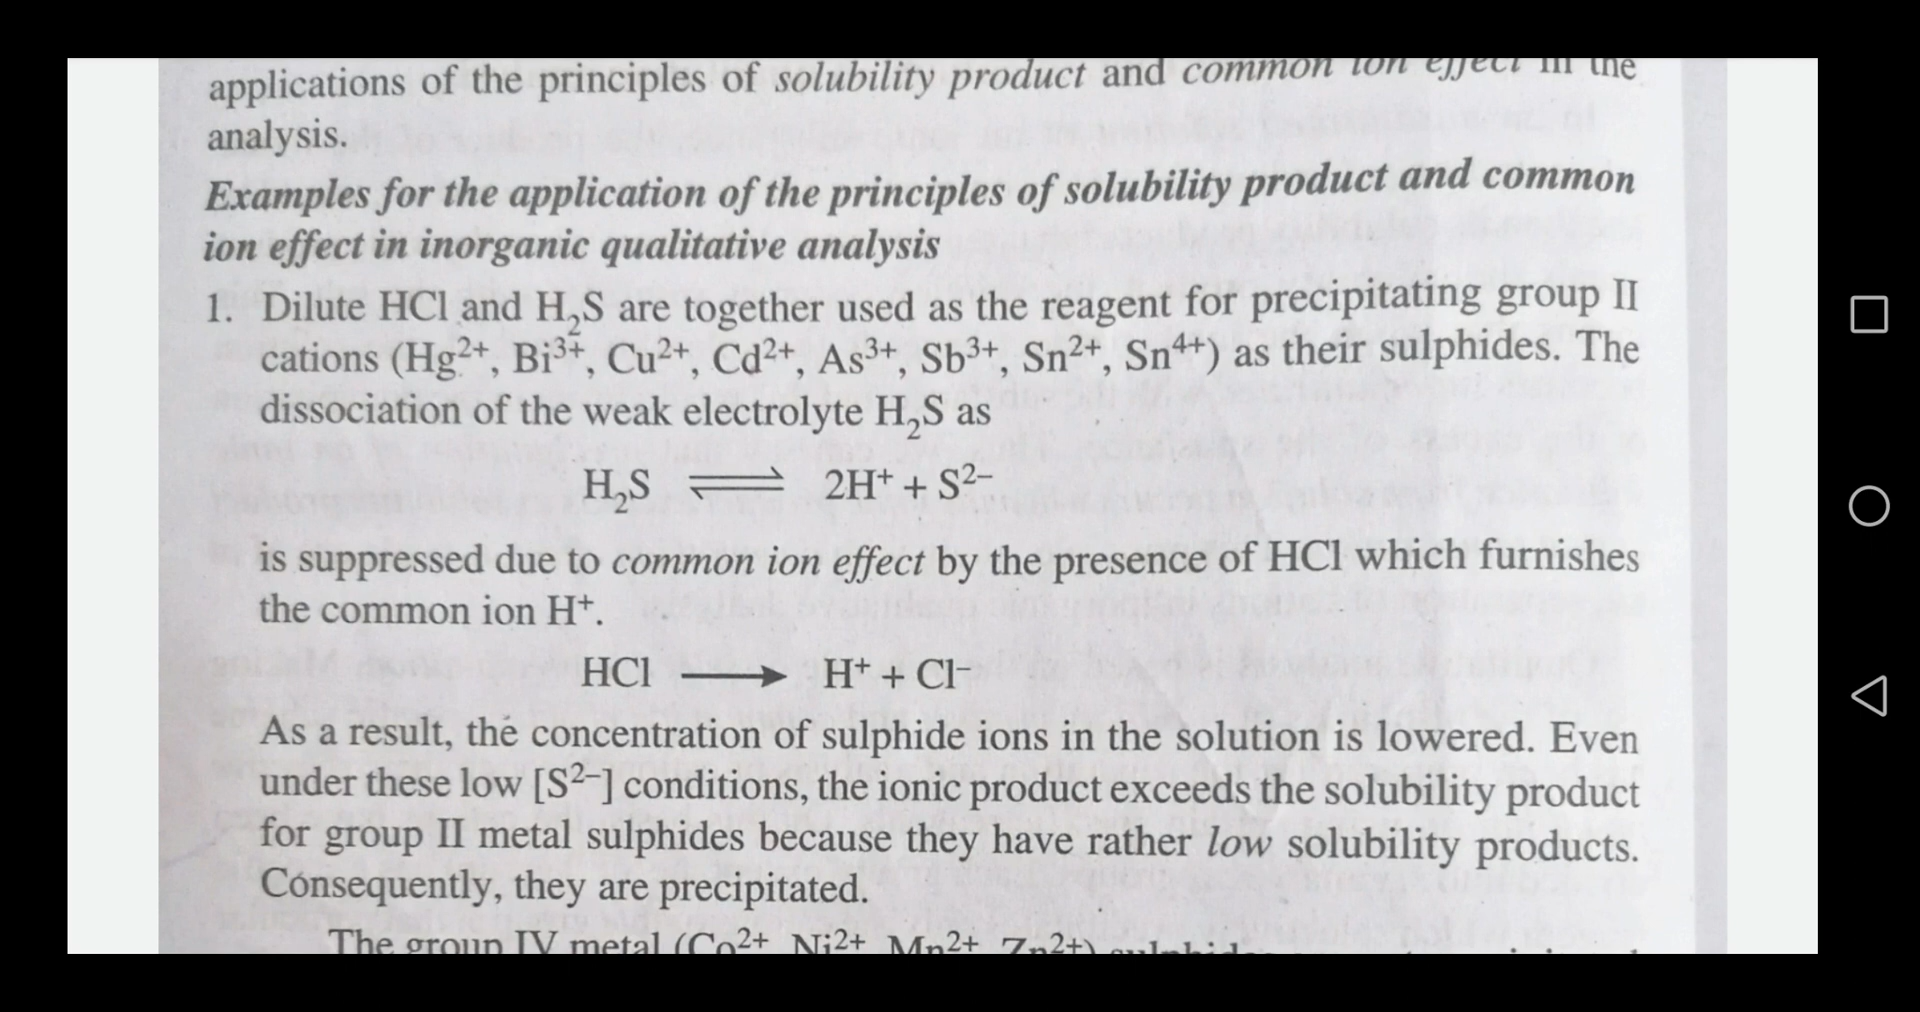 applications of the principles of solubility product and common ion effect in the
analysis.
Examples for the application of the principles of solubility product and common
ion effect in inorganic qualitative analysis
1. Dilute HCl and H₂S are together used as the reagent for precipitating group II
cations (Hg²⁺, Bi³⁺, Cu²⁺, Cd²⁺, As³⁺, Sb³⁺, Sn²⁺, Sn⁴⁺) as their sulphides. The
dissociation of the weak electrolyte H₂S as
H₂S ⇌ 2H⁺ + S²⁻
is suppressed due to common ion effect by the presence of HCl which furnishes
the common ion H⁺.
HCl ⟶ H⁺ + Cl⁻
As a result, the concentration of sulphide ions in the solution is lowered. Even
under these low [S²⁻] conditions, the ionic product exceeds the solubility product
for group II metal sulphides because they have rather low solubility products.
Consequently, they are precipitated.
The group IV metal (Co²⁺, Ni²⁺, Mn²⁺, Zn²⁺)